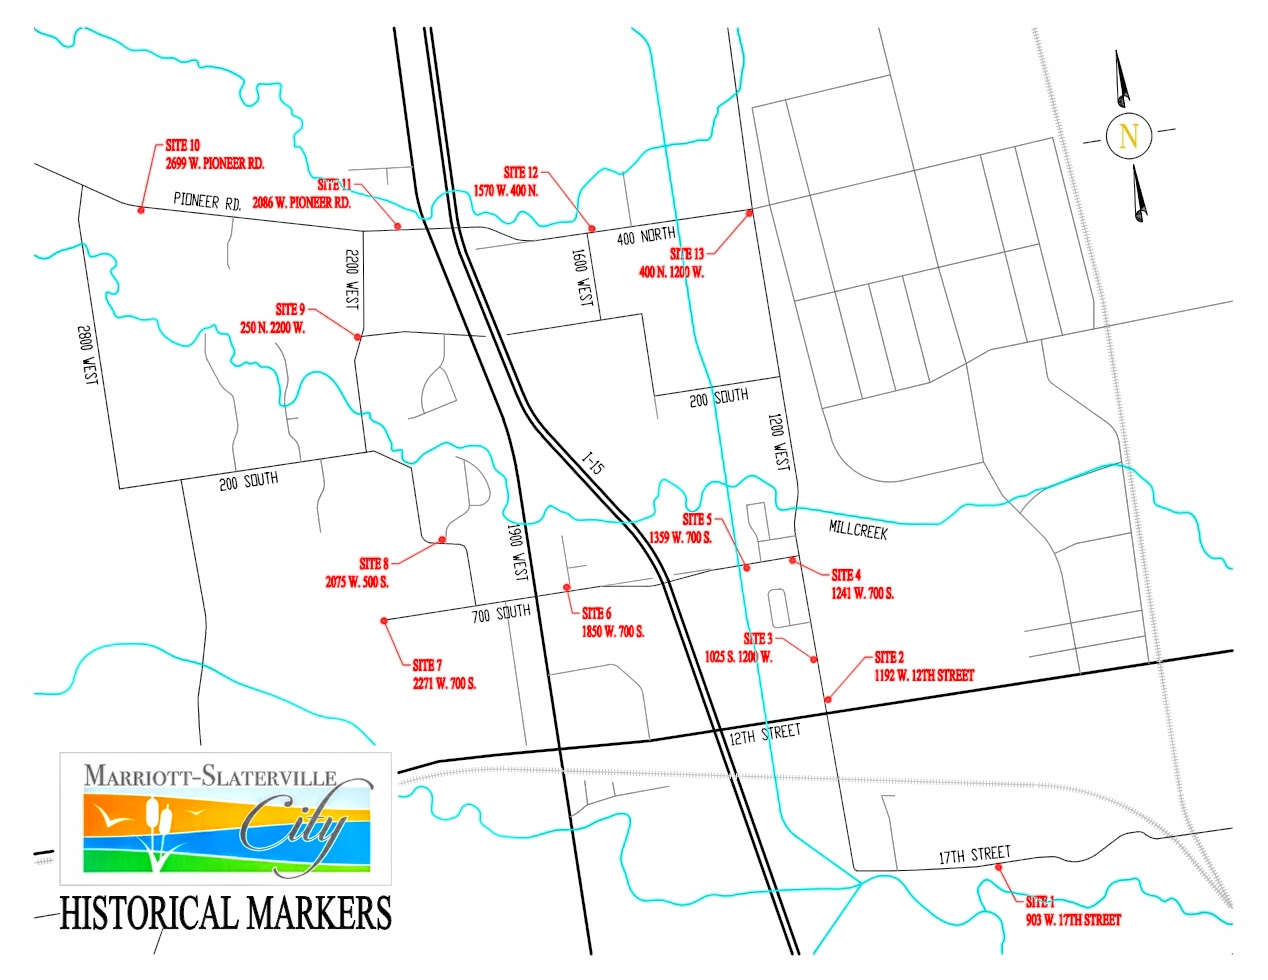 SITE 10
2699 W. PIONEER RD.
PIONEER RD.
SITE 11
2086 W. PIONEER RD.
SITE 12
1570 W. 400 N.
400 NORTH
SITE 13
400 N. 1200 W.
N
2200 WEST
1600 WEST
SITE 9
250 N. 2200 W.
2800 WEST
200 SOUTH
1200 WEST
I-15
200 SOUTH
SITE 5
1359 W. 700 S.
MILLCREEK
1900 WEST
SITE 8
2075 W. 500 S.
SITE 4
1241 W. 700 S.
700 SOUTH
SITE 6
1850 W. 700 S.
SITE 3
1025 S. 1200 W.
SITE 7
2271 W. 700 S.
SITE 2
1192 W. 12TH STREET
12TH STREET
MARRIOTT-SLATERVILLE
City
17TH STREET
SITE 1
903 W. 17TH STREET
HISTORICAL MARKERS